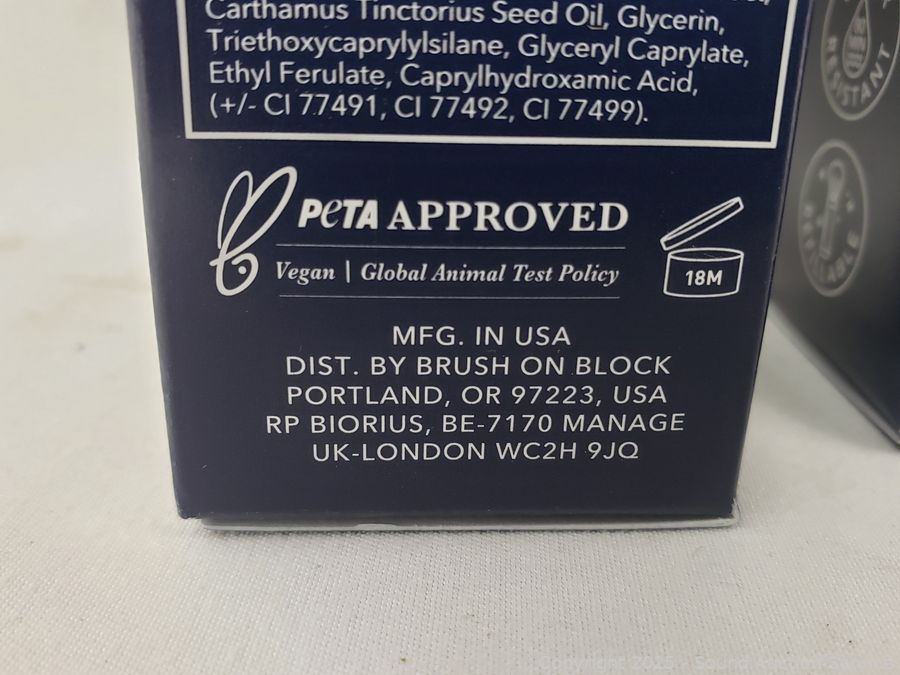 Carthamus Tinctorius Seed Oil, Glycerin,
Triethoxycaprylylsilane, Glyceryl Caprylate,
Ethyl Ferulate, Caprylhydroxamic Acid,
(+/- CI 77491, CI 77492, CI 77499).
PETA APPROVED
Vegan | Global Animal Test Policy
18M
MFG. IN USA
DIST. BY BRUSH ON BLOCK
PORTLAND, OR 97223, USA
RP BIORIUS, BE-7170 MANAGE
UK-LONDON WC2H 9JQ
RESISTANT
REFILLABLE